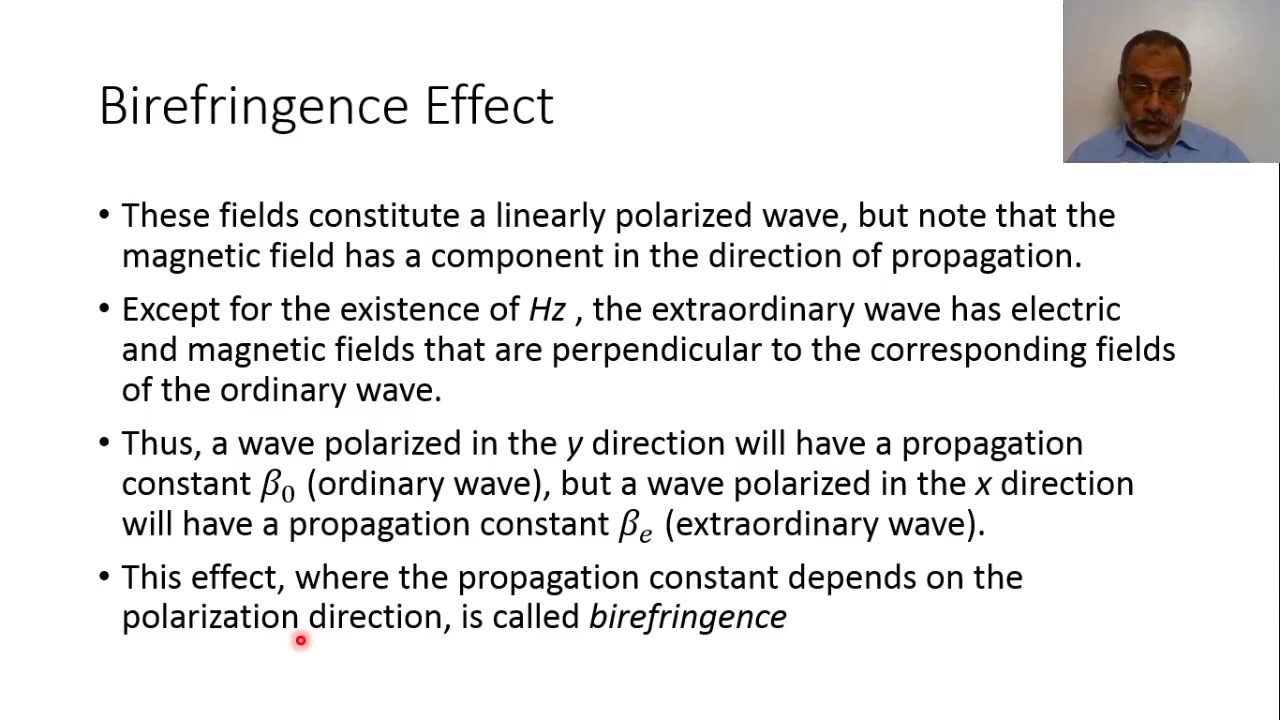 Birefringence Effect
• These fields constitute a linearly polarized wave, but note that the
magnetic field has a component in the direction of propagation.
• Except for the existence of Hz , the extraordinary wave has electric
and magnetic fields that are perpendicular to the corresponding fields
of the ordinary wave.
• Thus, a wave polarized in the y direction will have a propagation
constant β₀ (ordinary wave), but a wave polarized in the x direction
will have a propagation constant βₑ (extraordinary wave).
• This effect, where the propagation constant depends on the
polarization direction, is called birefringence